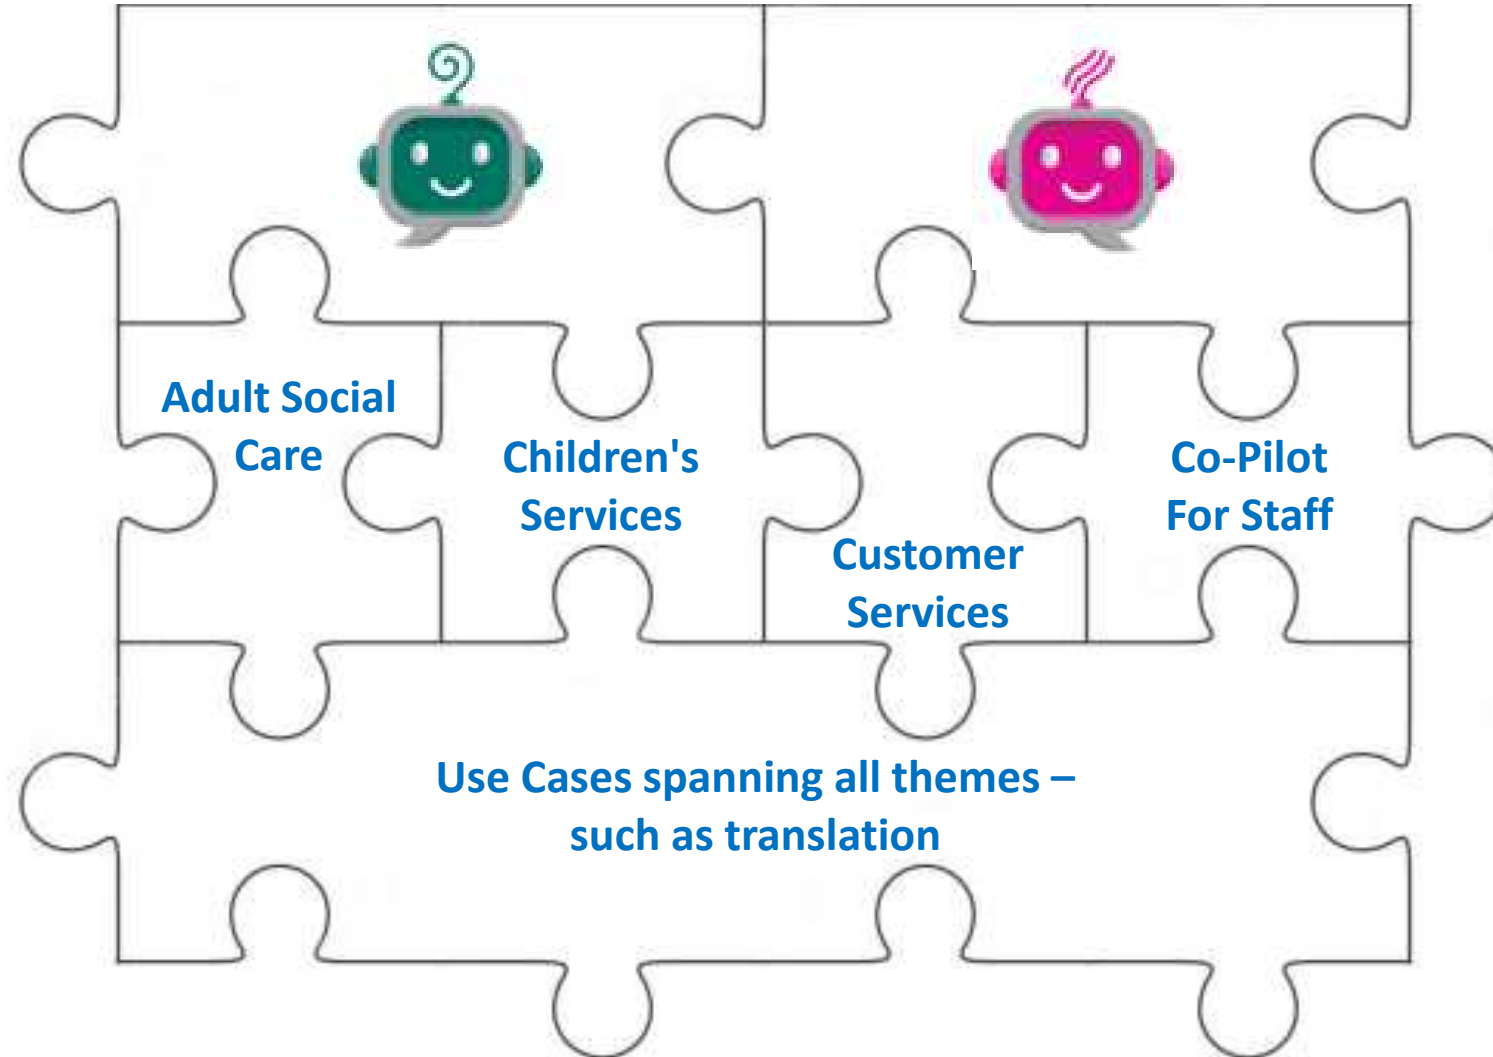 Adult Social
Care
Children's
Services
Customer
Services
Co-Pilot
For Staff
Use Cases spanning all themes –
such as translation